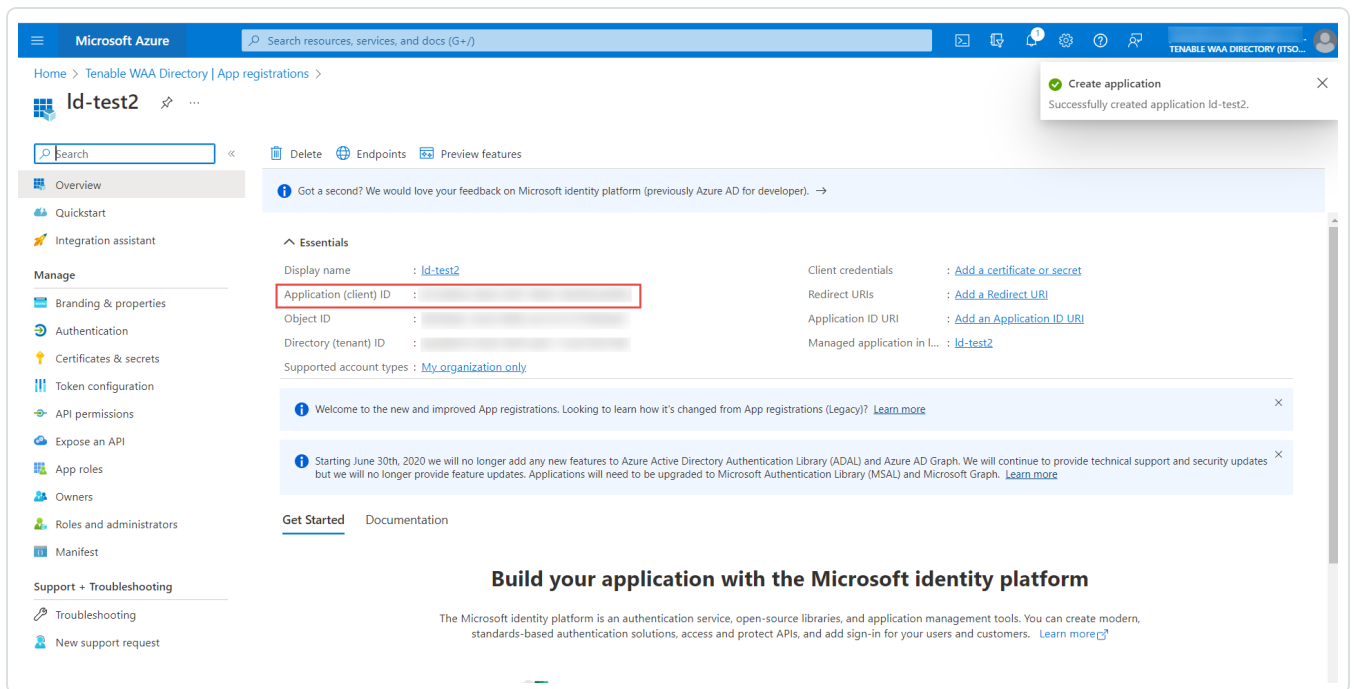 Microsoft Azure
Search resources, services, and docs (G+/)
1
TENABLE WAA DIRECTORY (ITSO...
Home > Tenable WAA Directory | App registrations >
ld-test2
...
Create application
Successfully created application ld-test2.
Search
«
Delete
Endpoints
Preview features
Overview
Quickstart
Integration assistant
Manage
Branding & properties
Authentication
Certificates & secrets
Token configuration
API permissions
Expose an API
App roles
Owners
Roles and administrators
Manifest
Support + Troubleshooting
Troubleshooting
New support request
Got a second? We would love your feedback on Microsoft identity platform (previously Azure AD for developer). →
Essentials
Display name : ld-test2
Application (client) ID :
Object ID :
Directory (tenant) ID :
Supported account types : My organization only
Client credentials : Add a certificate or secret
Redirect URIs : Add a Redirect URI
Application ID URI : Add an Application ID URI
Managed application in l... : ld-test2
Welcome to the new and improved App registrations. Looking to learn how it's changed from App registrations (Legacy)? Learn more
Starting June 30th, 2020 we will no longer add any new features to Azure Active Directory Authentication Library (ADAL) and Azure AD Graph. We will continue to provide technical support and security updates
but we will no longer provide feature updates. Applications will need to be upgraded to Microsoft Authentication Library (MSAL) and Microsoft Graph. Learn more
Get Started
Documentation
Build your application with the Microsoft identity platform
The Microsoft identity platform is an authentication service, open-source libraries, and application management tools. You can create modern,
standards-based authentication solutions, access and protect APIs, and add sign-in for your users and customers. Learn more